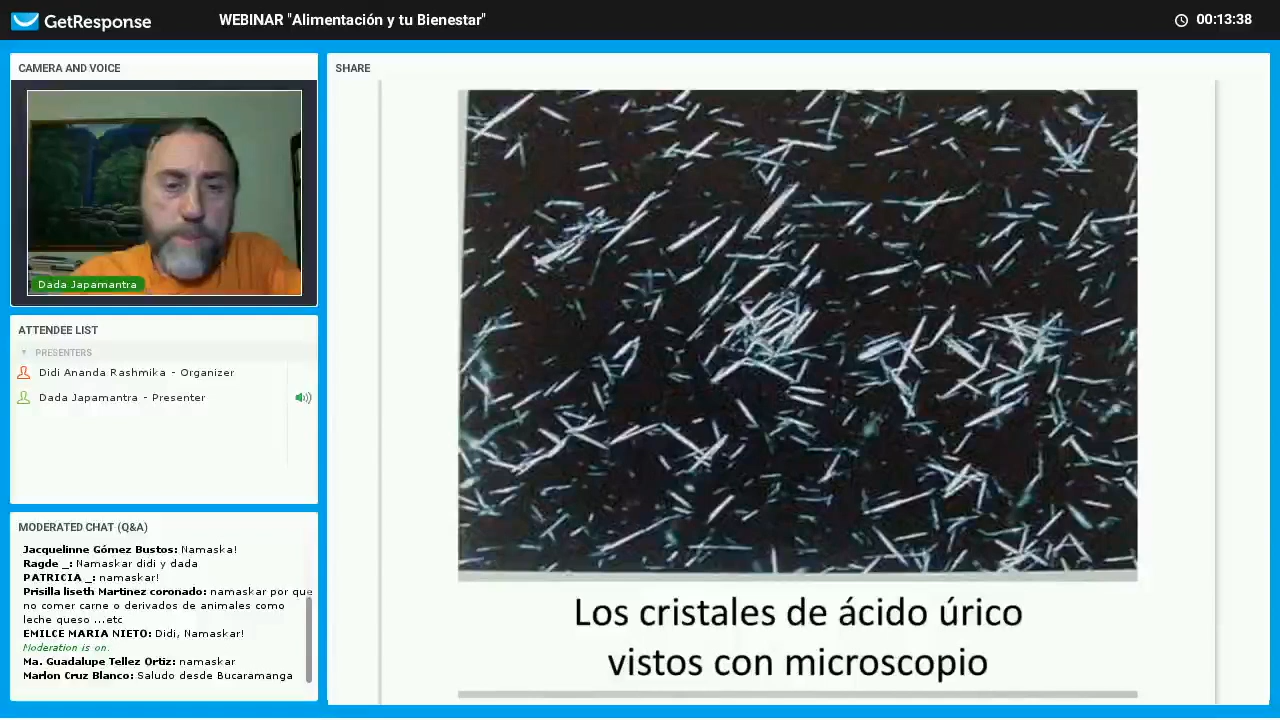 GetResponse
WEBINAR "Alimentación y tu Bienestar"
00:13:38
CAMERA AND VOICE
Dada Japamantra
ATTENDEE LIST
PRESENTERS
Didi Ananda Rashmika - Organizer
Dada Japamantra - Presenter
MODERATED CHAT (Q&A)
Jacquelinne Gómez Bustos: Namaska!
Ragde _: Namaskar didi y dada
PATRICIA _: namaskar!
Prisilla liseth Martinez coronado: namaskar por que
no comer carne o derivados de animales como
leche queso ...etc
EMILCE MARIA NIETO: Didi, Namaskar!
Moderation is on.
Ma. Guadalupe Tellez Ortiz: namaskar
Marlon Cruz Blanco: Saludo desde Bucaramanga
SHARE
Los cristales de ácido úrico
vistos con microscopio